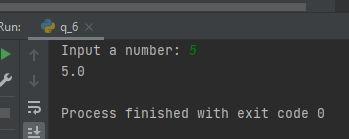 Run: q_6
Input a number: 5
5.0
Process finished with exit code 0